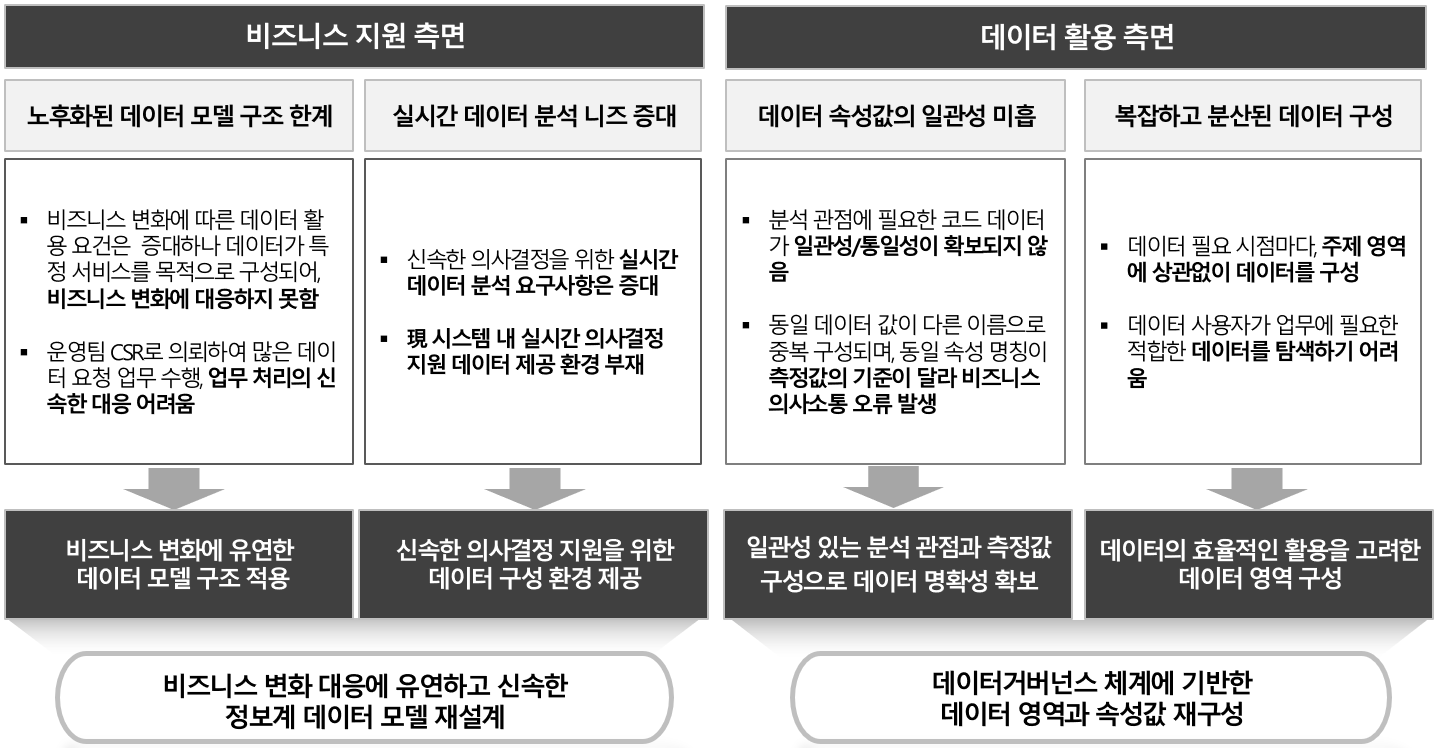 비즈니스 지원 측면
노후화된 데이터 모델 구조 한계
▪ 비즈니스 변화에 따른 데이터 활
용 요건은 증대하나 데이터가 특
정 서비스를 목적으로 구성되어,
비즈니스 변화에 대응하지 못함
▪ 운영팀 CSR로 의뢰하여 많은 데이
터 요청 업무 수행, 업무 처리의 신
속한 대응 어려움
비즈니스 변화에 유연한
데이터 모델 구조 적용
실시간 데이터 분석 니즈 증대
▪ 신속한 의사결정을 위한 실시간
데이터 분석 요구사항은 증대
▪ 現 시스템 내 실시간 의사결정
지원 데이터 제공 환경 부재
신속한 의사결정 지원을 위한
데이터 구성 환경 제공
비즈니스 변화 대응에 유연하고 신속한
정보계 데이터 모델 재설계
데이터 활용 측면
데이터 속성값의 일관성 미흡
▪ 분석 관점에 필요한 코드 데이터
가 일관성/통일성이 확보되지 않
음
▪ 동일 데이터 값이 다른 이름으로
중복 구성되며, 동일 속성 명칭이
측정값의 기준이 달라 비즈니스
의사소통 오류 발생
일관성 있는 분석 관점과 측정값
구성으로 데이터 명확성 확보
복잡하고 분산된 데이터 구성
▪ 데이터 필요 시점마다, 주제 영역
에 상관없이 데이터를 구성
▪ 데이터 사용자가 업무에 필요한
적합한 데이터를 탐색하기 어려
움
데이터의 효율적인 활용을 고려한
데이터 영역 구성
데이터거버넌스 체계에 기반한
데이터 영역과 속성값 재구성